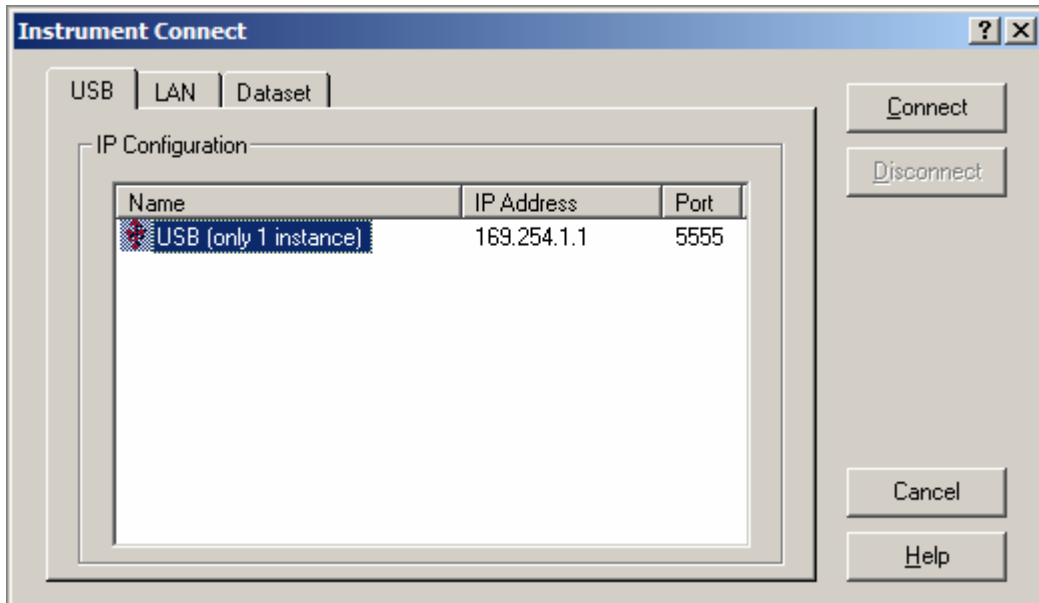 Instrument Connect
USB LAN Dataset
Connect
IP Configuration
Disconnect
Name IP Address Port
USB (only 1 instance) 169.254.1.1 5555
Cancel
Help